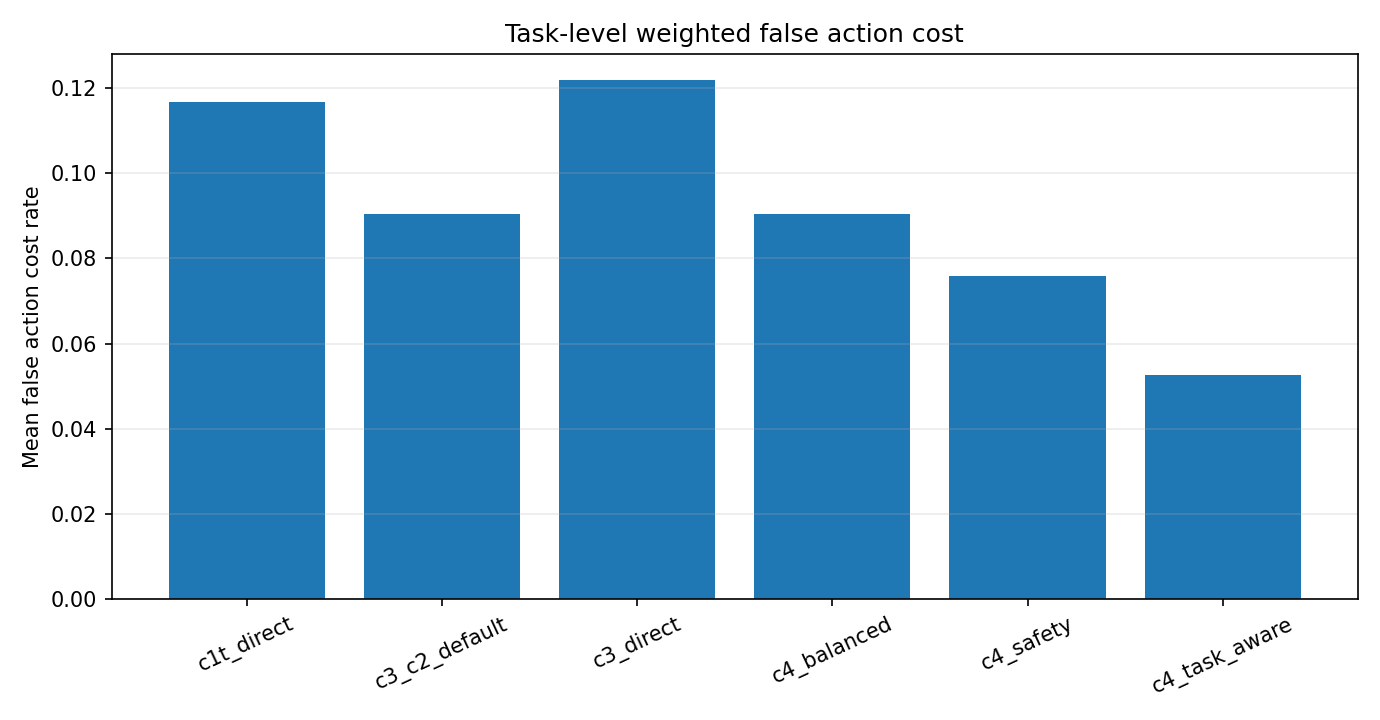 Task-level weighted false action cost
Mean false action cost rate
0.12
0.10
0.08
0.06
0.04
0.02
0.00
c1t_direct
c3_c2_default
c3_direct
c4_balanced
c4_safety
c4_task_aware